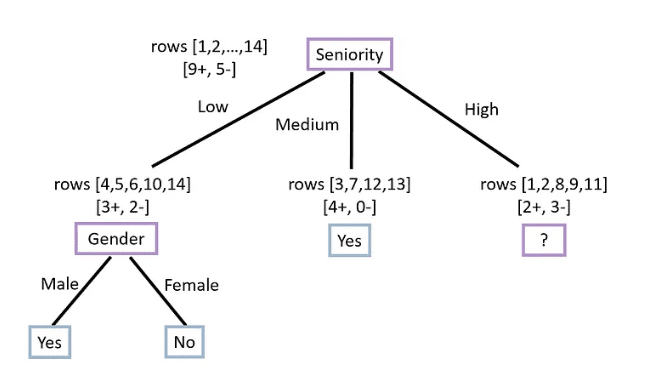 rows [1,2,...,14]
[9+, 5-]
Seniority
Low
Medium
High
rows [4,5,6,10,14]
[3+, 2-]
rows [3,7,12,13]
[4+, 0-]
rows [1,2,8,9,11]
[2+, 3-]
Gender
Yes
?
Male
Female
Yes
No